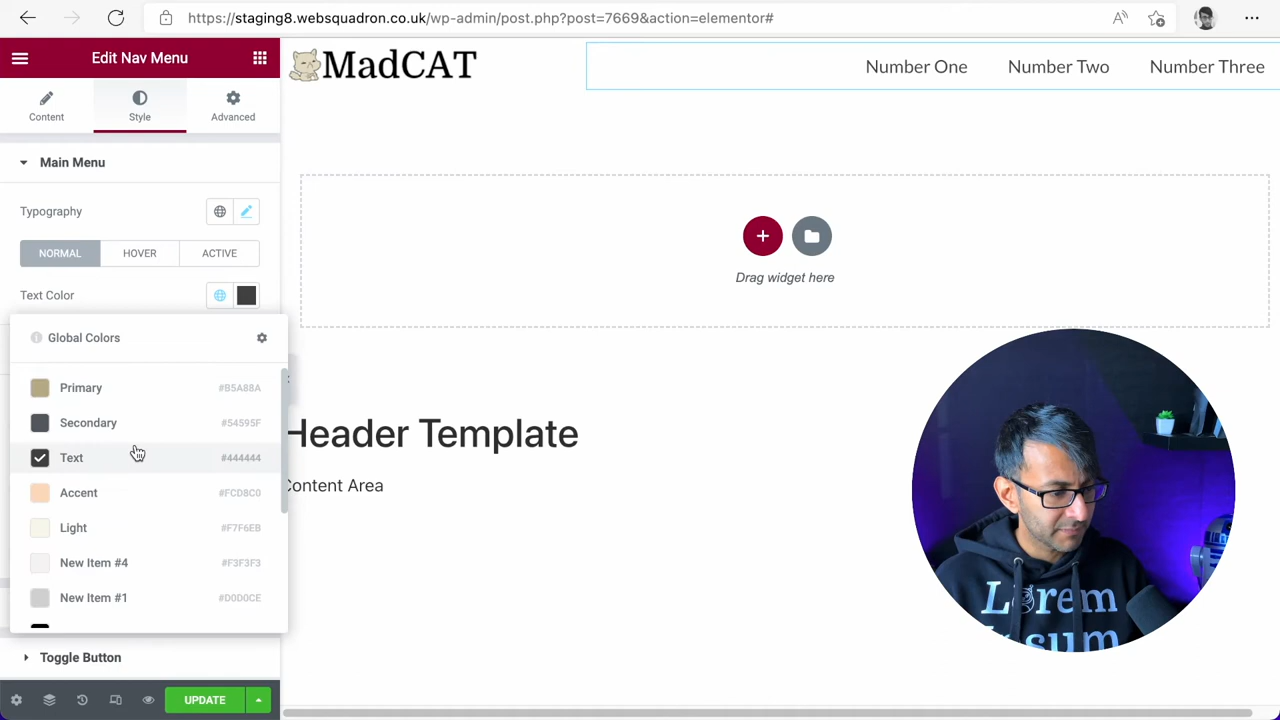 https://staging8.websquadron.co.uk/wp-admin/post.php?post=7669&action=elementor#
Edit Nav Menu
Content
Style
Advanced
Main Menu
Typography
NORMAL
HOVER
ACTIVE
Text Color
Global Colors
Primary
#B5A88A
Secondary
#54595F
Text
#444444
Accent
#FCD8C0
Light
#F7F6EB
New Item #4
#F3F3F3
New Item #1
#D0D0CE
Toggle Button
UPDATE
MadCAT
Number One
Number Two
Number Three
Drag widget here
Header Template
Content Area
Lorem
Ipsum